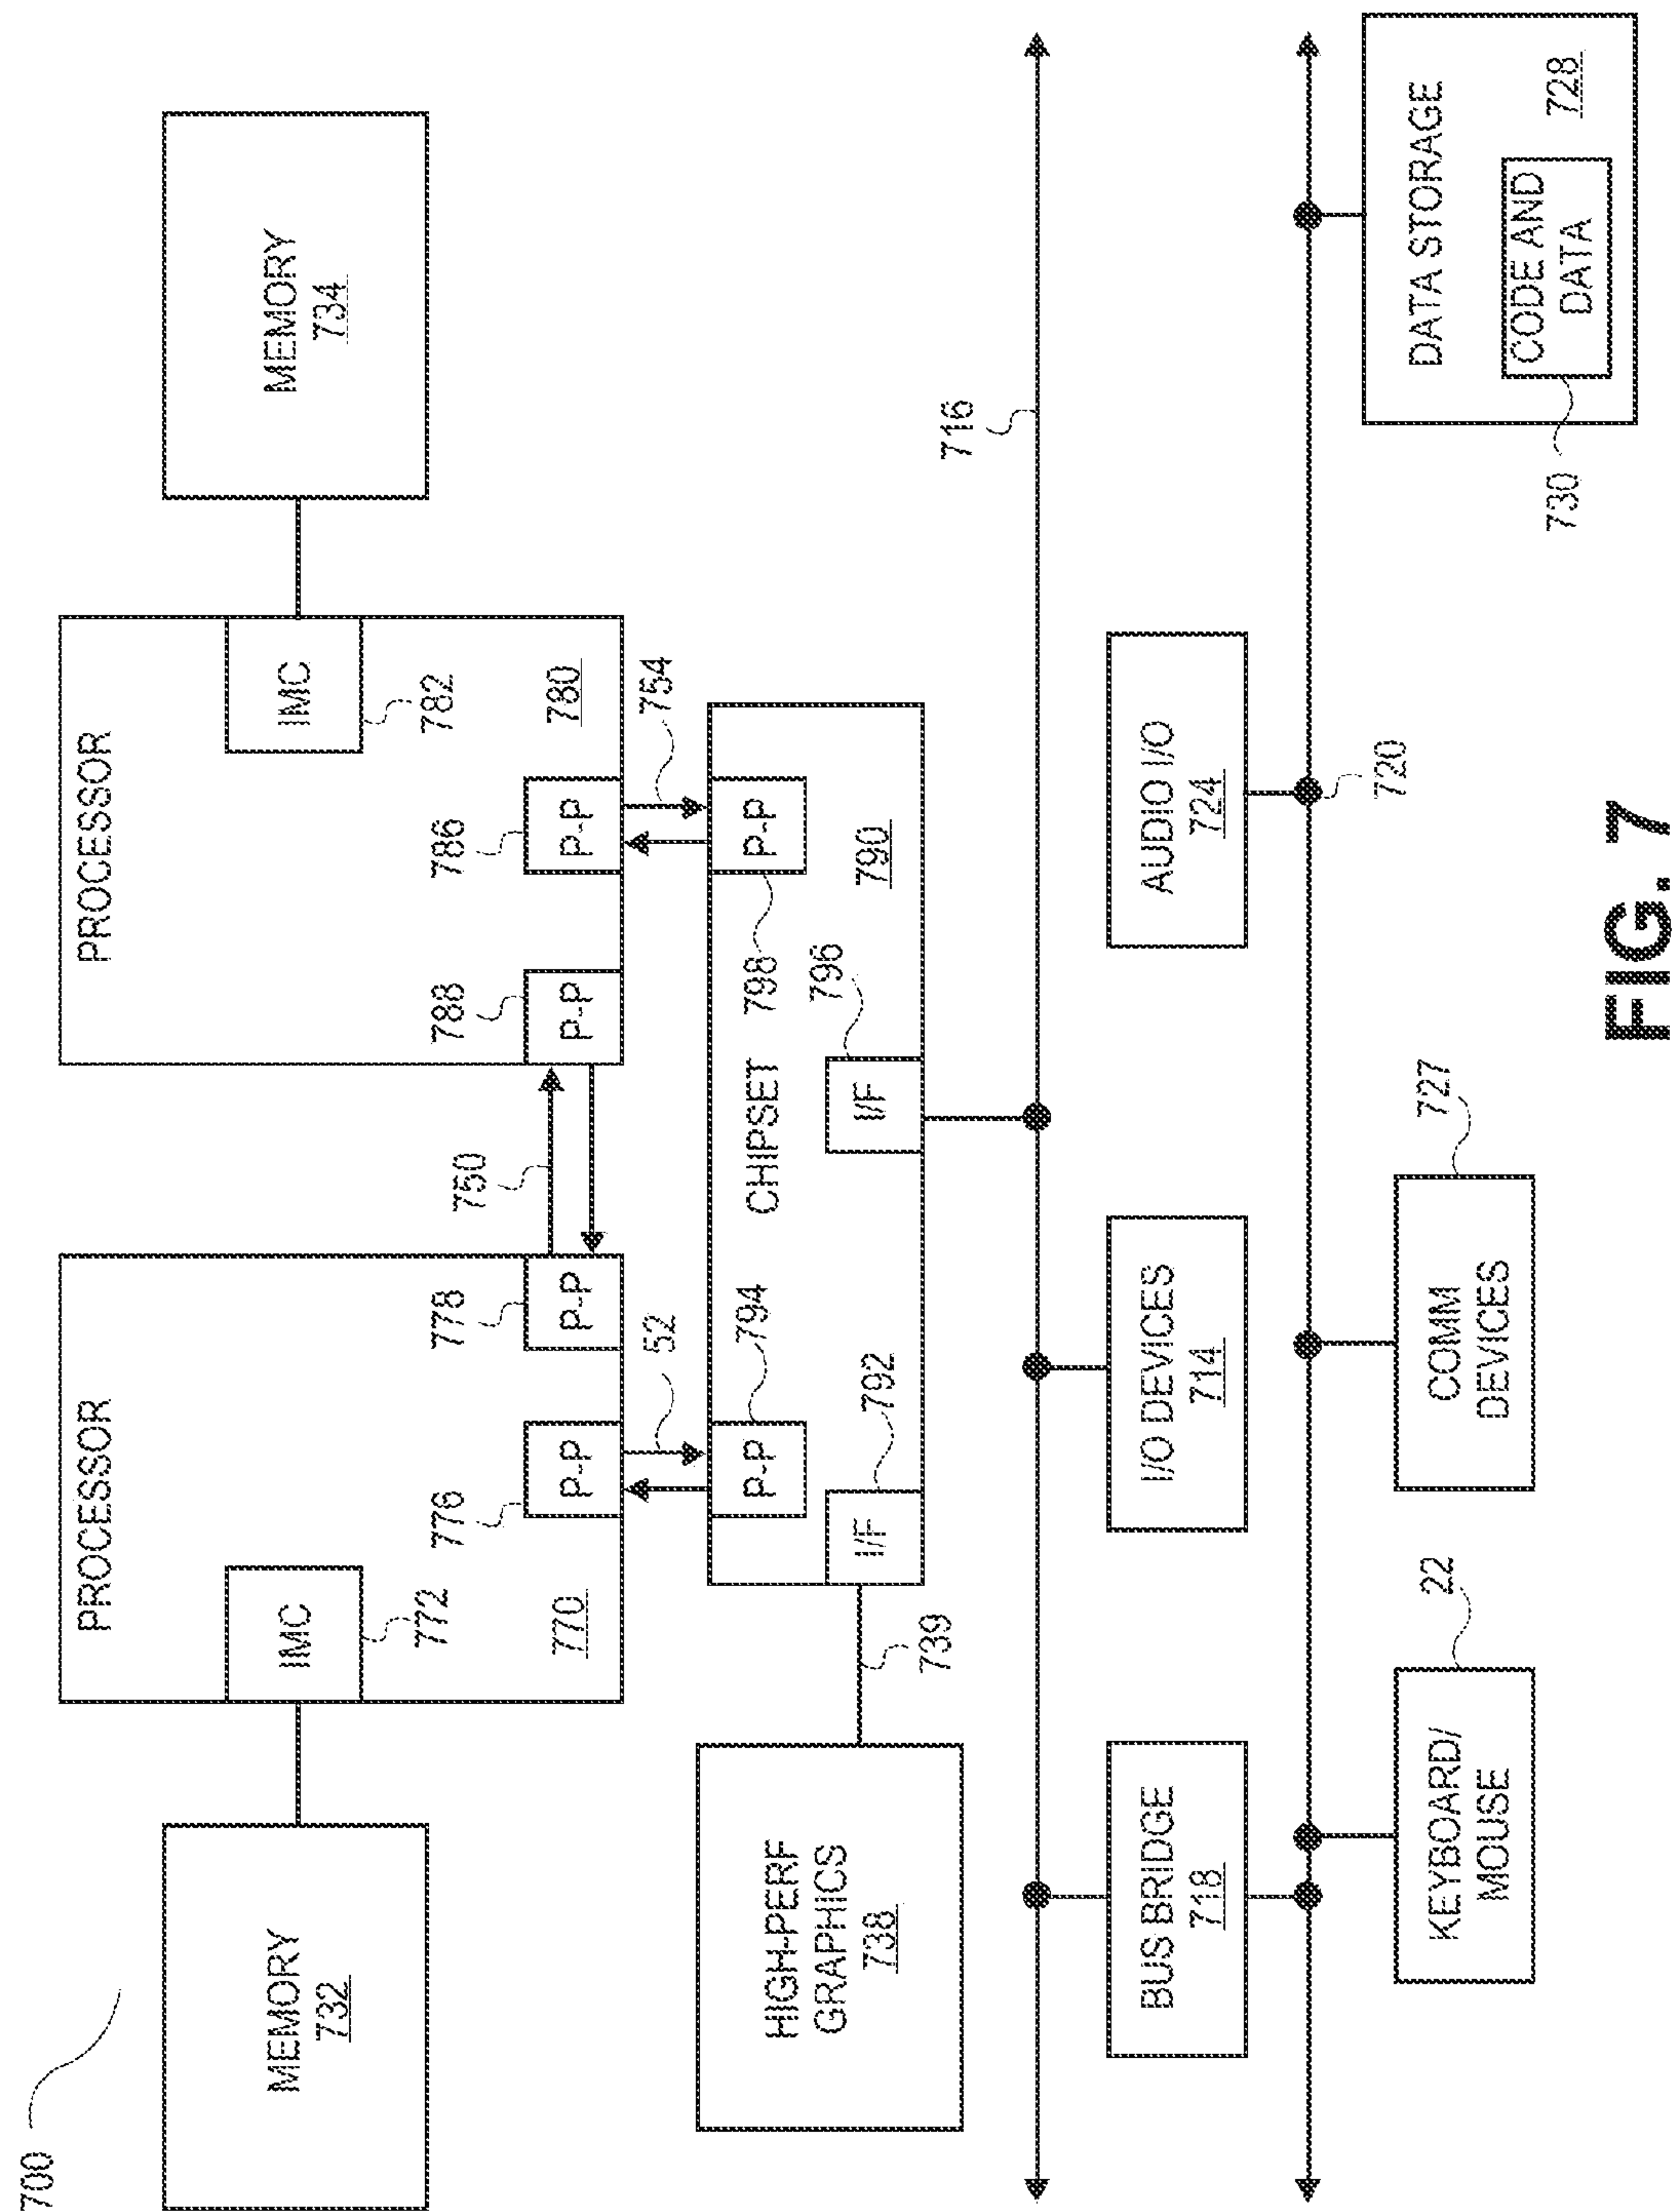 700
PROCESSOR
PROCESSOR
MEMORY
732
IMC
772
770
776
P-P
778
P-P
750
788
P-P
786
P-P
IMC
782
780
MEMORY
734
52
754
HIGH-PERF
GRAPHICS
738
739
P-P
794
CHIPSET
798
P-P
I/F
792
I/F
796
790
716
BUS BRIDGE
718
I/O DEVICES
714
AUDIO I/O
724
720
KEYBOARD/
MOUSE
22
COMM
DEVICES
727
DATA STORAGE
728
CODE AND
DATA
730
FIG. 7